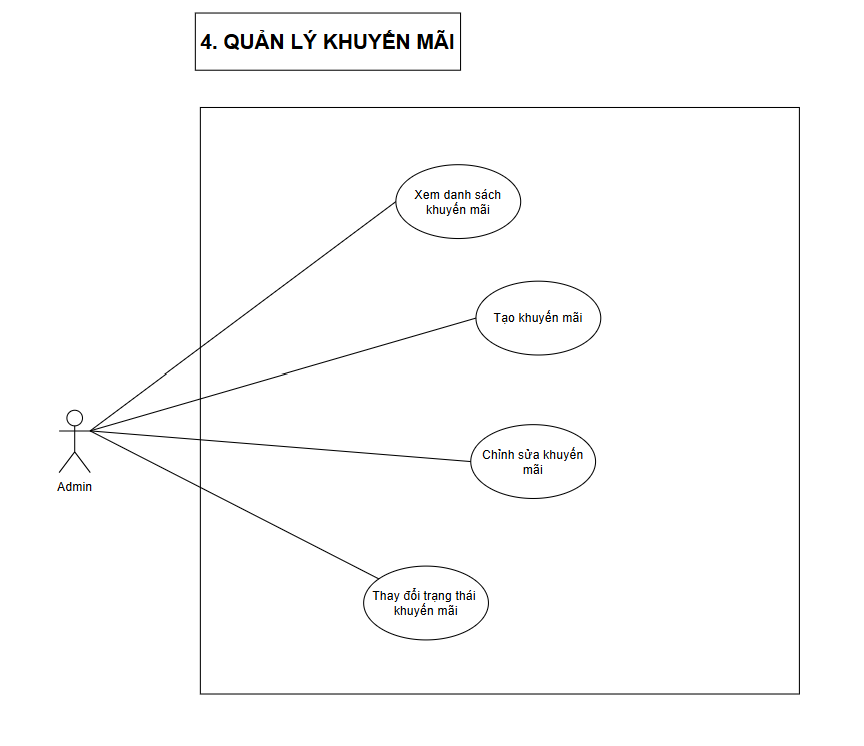 4. QUẢN LÝ KHUYẾN MÃI
Xem danh sách
khuyến mãi
Tạo khuyến mãi
Chỉnh sửa khuyến
mãi
Admin
Thay đổi trạng thái
khuyến mãi